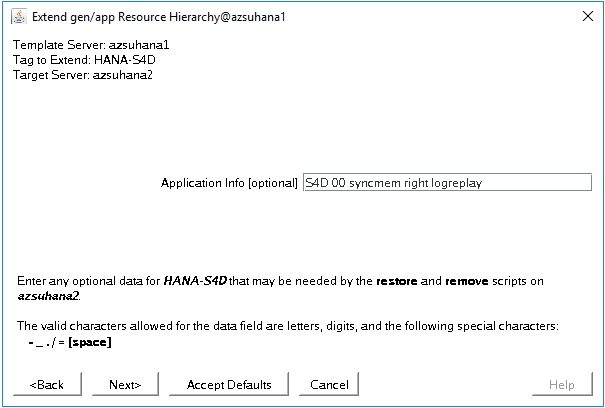 Extend gen/app Resource Hierarchy@azsuhana1
Template Server: azsuhana1
Tag to Extend: HANA-S4D
Target Server: azsuhana2
Application Info [optional] S4D 00 syncmem right logreplay
Enter any optional data for HANA-S4D that may be needed by the restore and remove scripts on
azsuhana2.
The valid characters allowed for the data field are letters, digits, and the following special characters:
- _ . / = [space]
<Back Next> Accept Defaults Cancel Help